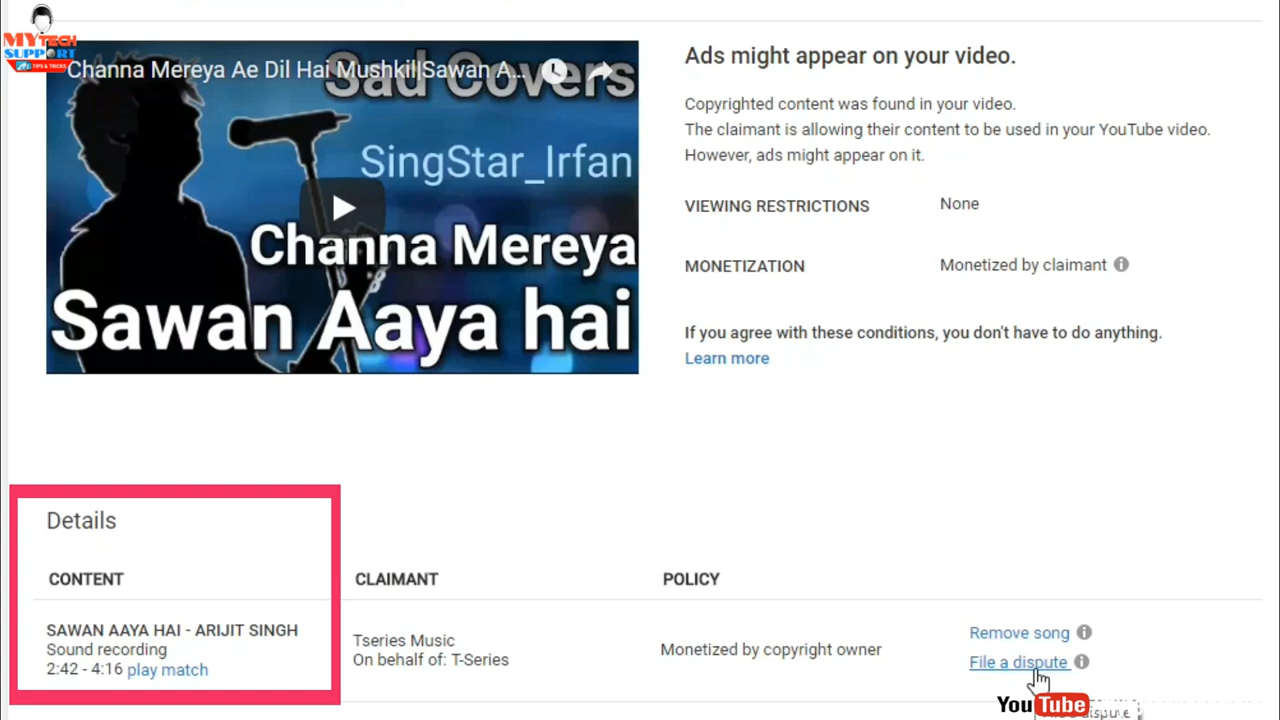 MYTECH
SUPPORT
TIPS & TRICKS
Channa Mereya Ae Dil Hai Mushkil|Sawan A...
Sad Covers
SingStar_Irfan
Channa Mereya
Sawan Aaya hai
Ads might appear on your video.
Copyrighted content was found in your video.
The claimant is allowing their content to be used in your YouTube video.
However, ads might appear on it.
VIEWING RESTRICTIONS None
MONETIZATION Monetized by claimant
If you agree with these conditions, you don't have to do anything.
Learn more
Details
CONTENT CLAIMANT POLICY
SAWAN AAYA HAI - ARIJIT SINGH
Sound recording
2:42 - 4:16 play match
Tseries Music
On behalf of: T-Series
Monetized by copyright owner
Remove song
File a dispute
YouTube